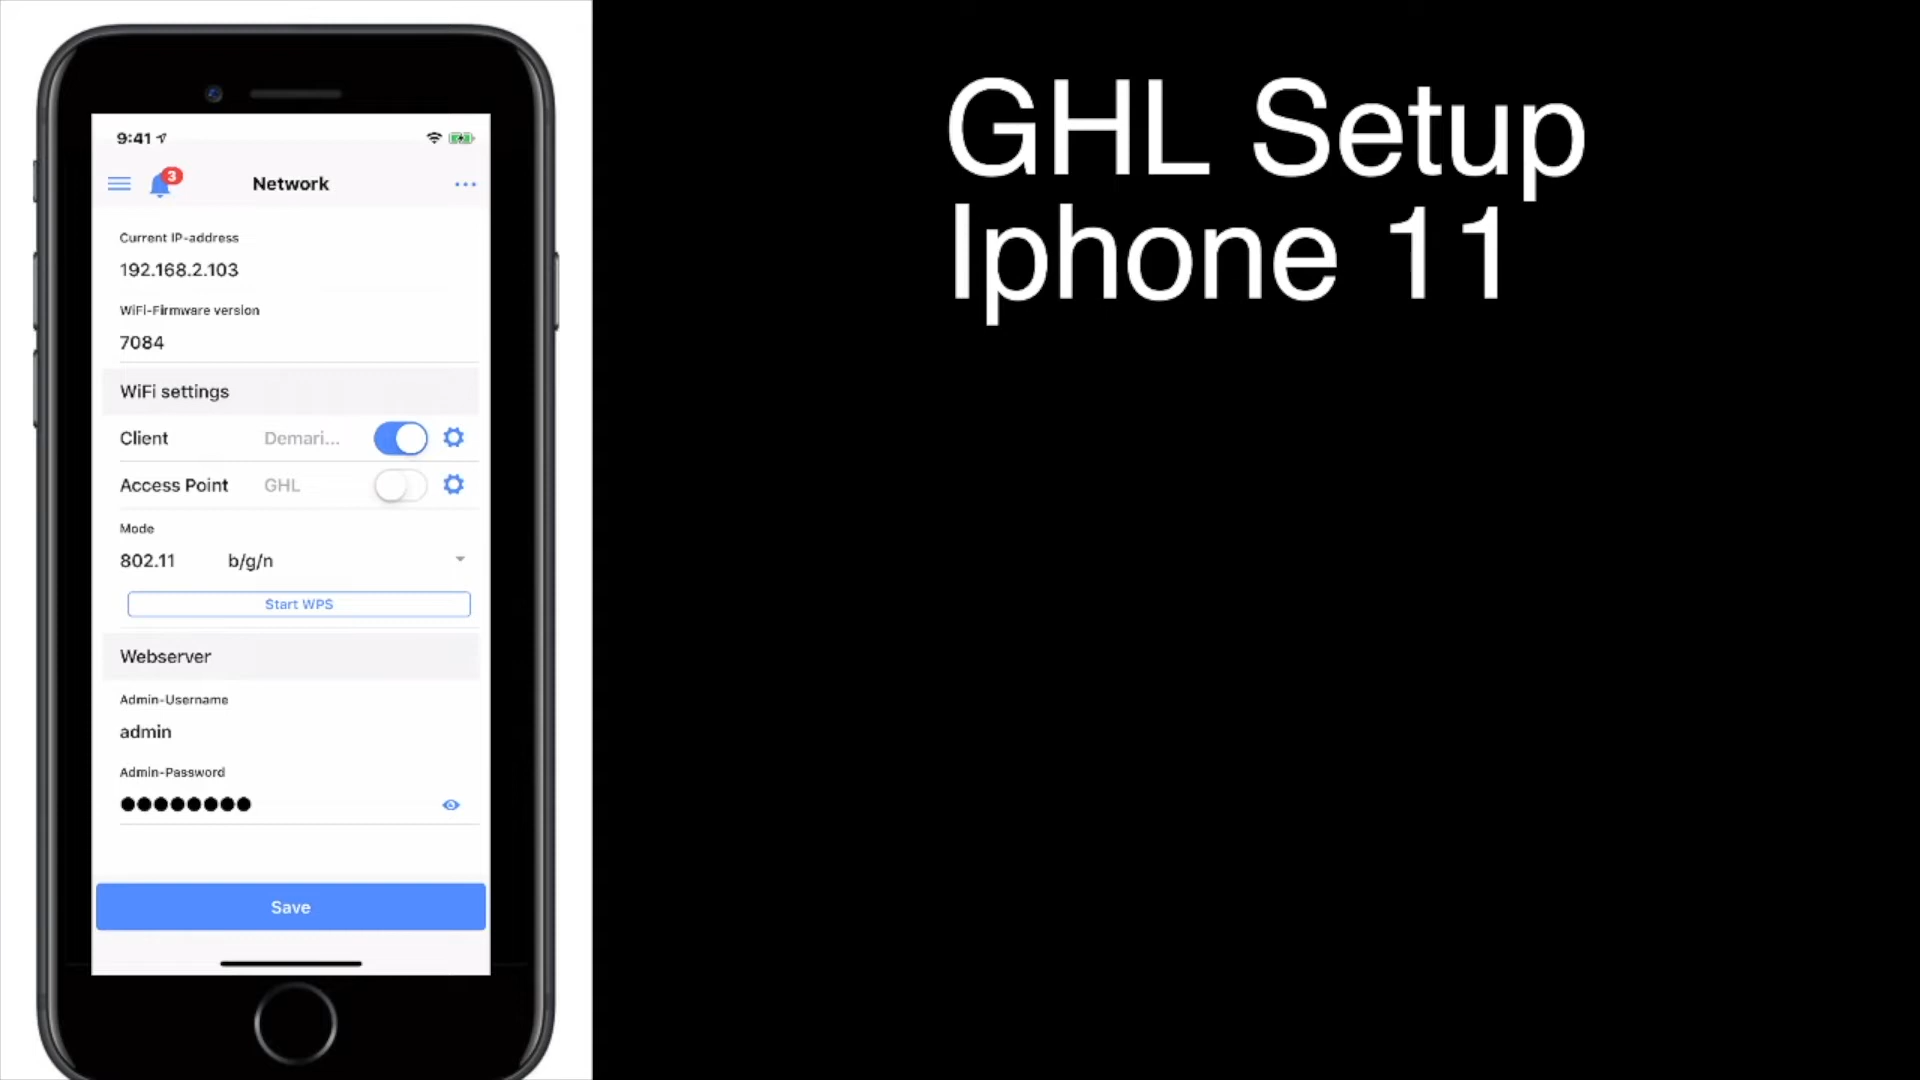 9:41
3
Network
Current IP-address
192.168.2.103
WiFi-Firmware version
7084
WiFi settings
Client Demari...
Access Point GHL
Mode
802.11 b/g/n
Start WPS
Webserver
Admin-Username
admin
Admin-Password
●●●●●●●●
Save
GHL Setup
Iphone 11